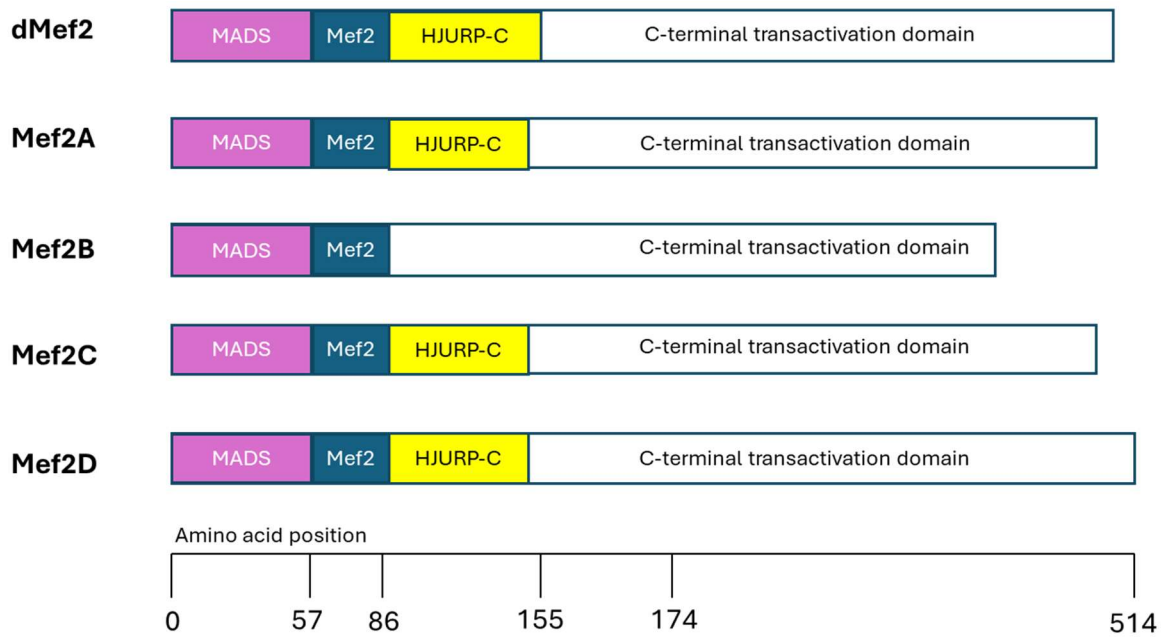 dMef2 MADS Mef2 HJURP-C C-terminal transactivation domain
Mef2A MADS Mef2 HJURP-C C-terminal transactivation domain
Mef2B MADS Mef2 C-terminal transactivation domain
Mef2C MADS Mef2 HJURP-C C-terminal transactivation domain
Mef2D MADS Mef2 HJURP-C C-terminal transactivation domain
Amino acid position
0 57 86 155 174 514